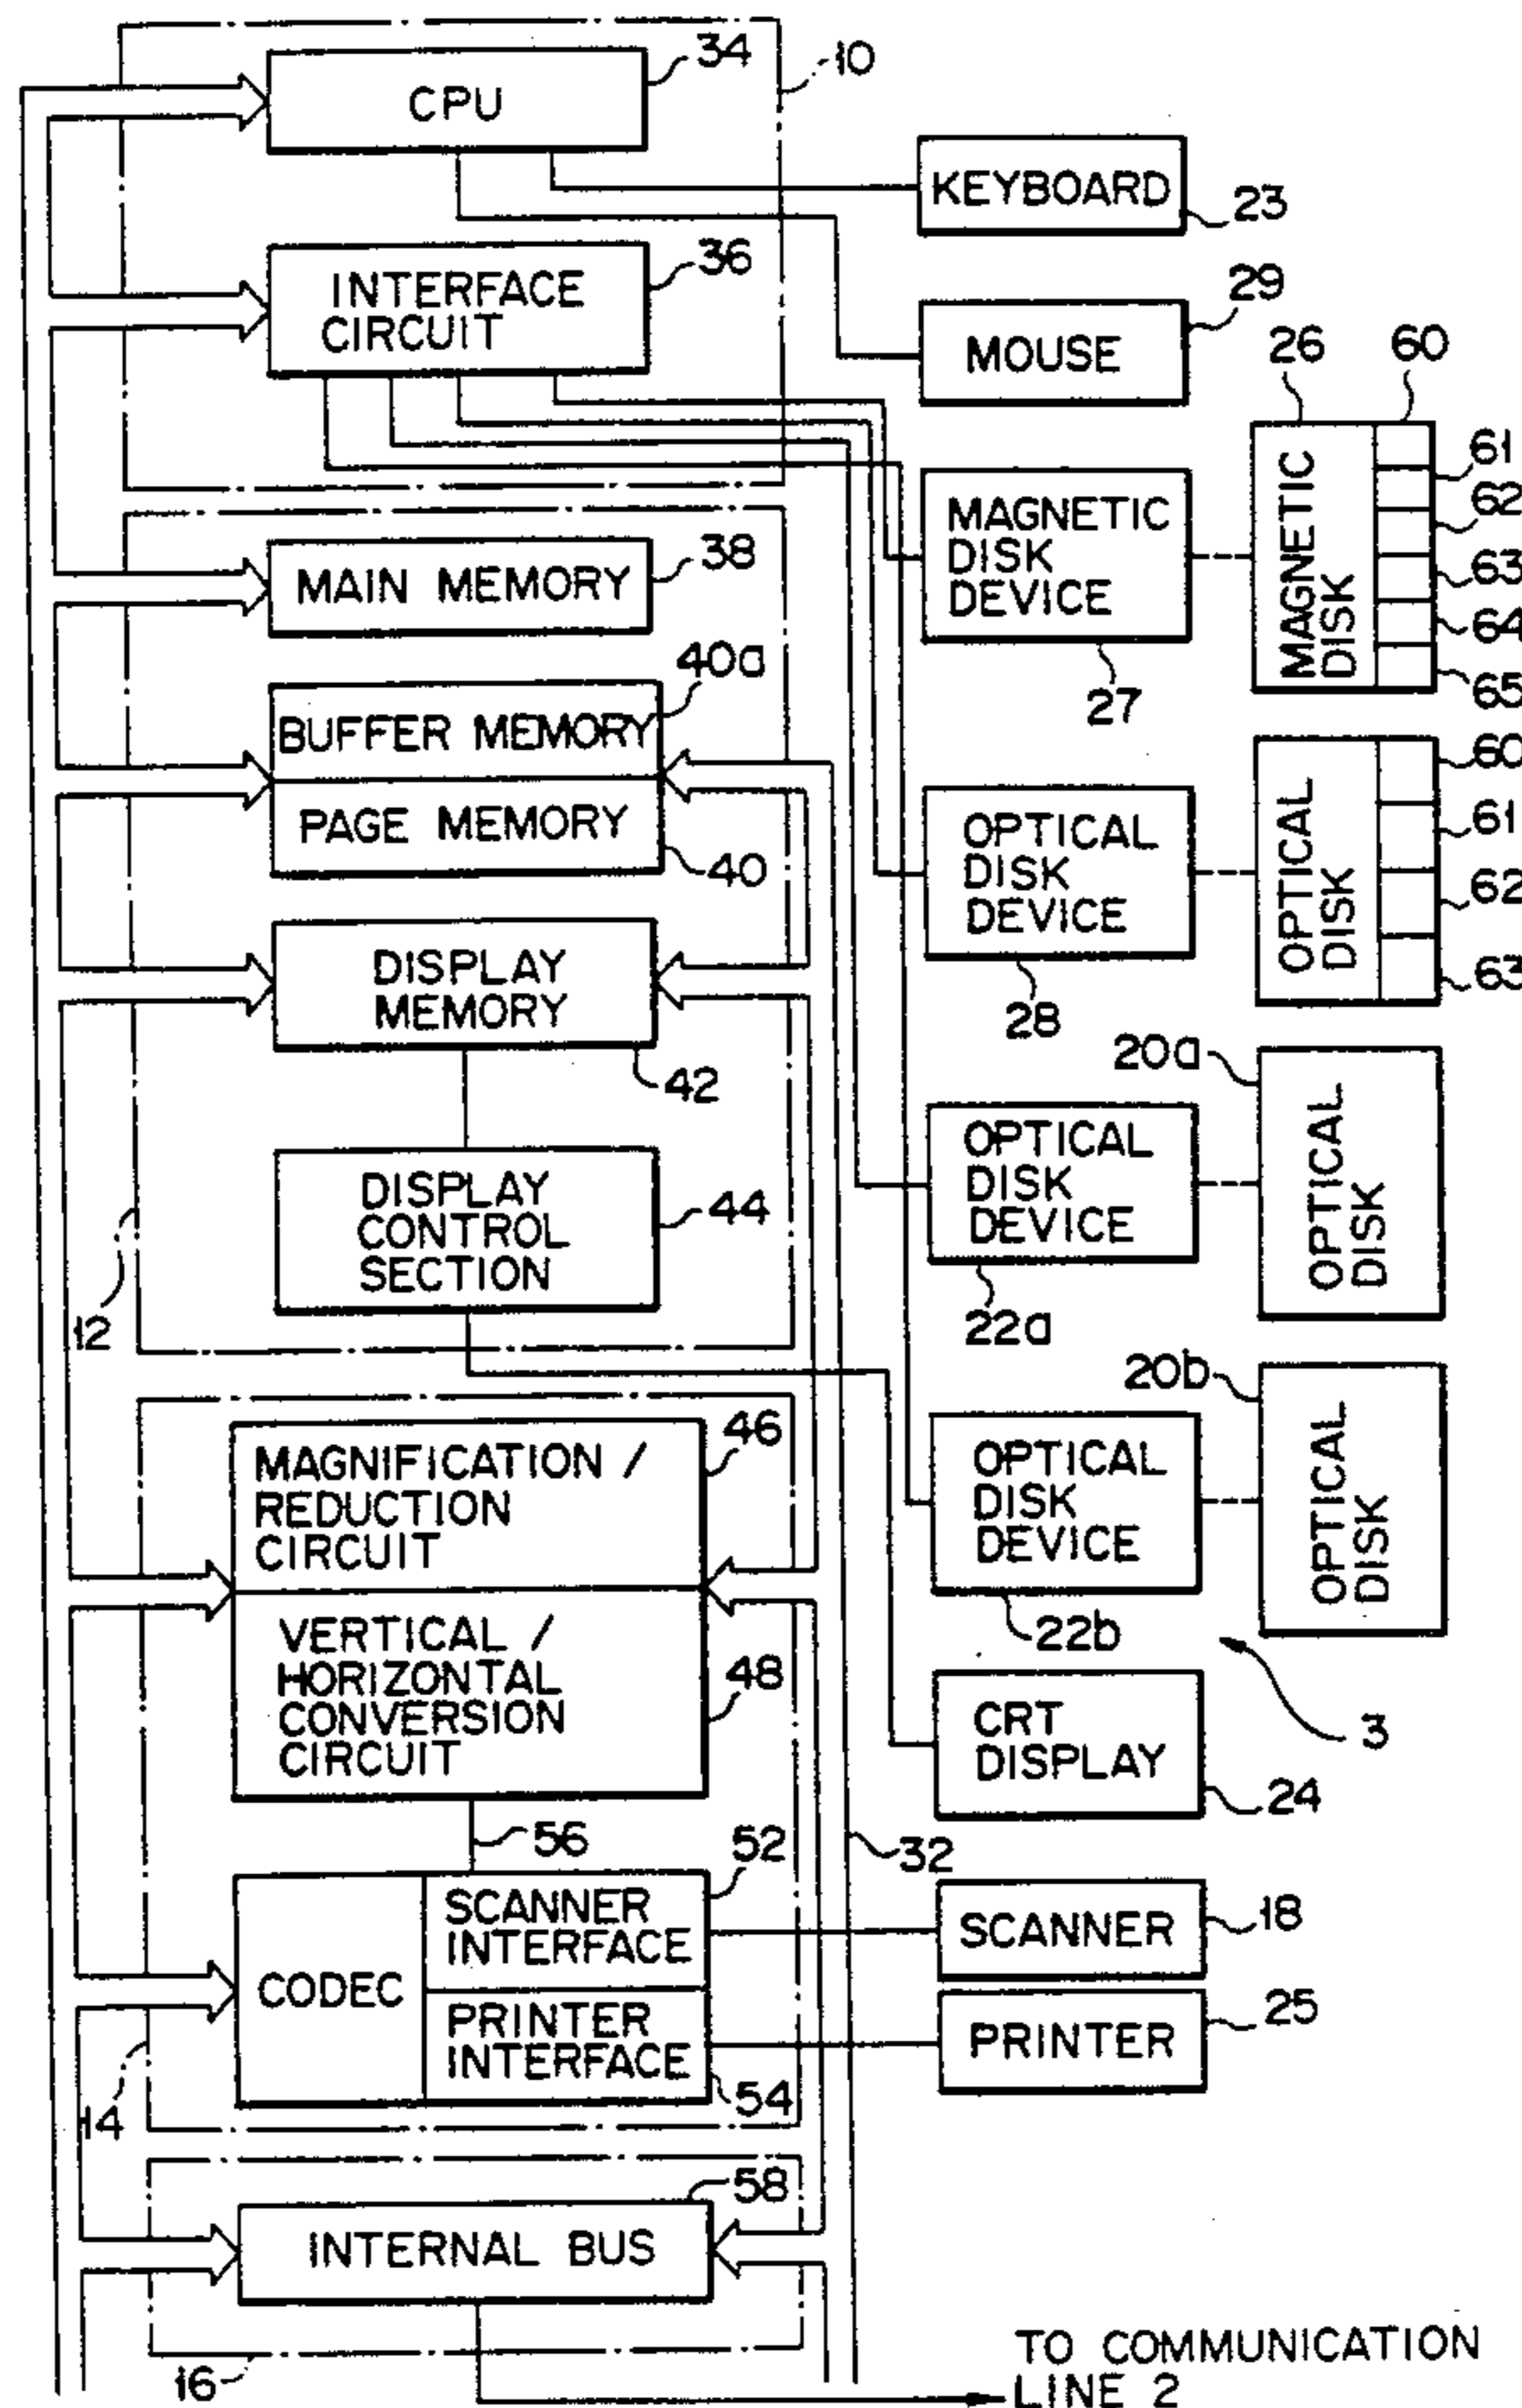 34
10
CPU
KEYBOARD
23
36
INTERFACE
CIRCUIT
29
MOUSE
26
60
MAGNETIC
DISK
61
62
63
64
65
MAGNETIC
DISK
DEVICE
27
38
MAIN MEMORY
40a
BUFFER MEMORY
PAGE MEMORY
40
OPTICAL
DISK
DEVICE
28
OPTICAL
DISK
60
61
62
63
DISPLAY
MEMORY
42
20a
OPTICAL
DISK
OPTICAL
DISK
DEVICE
22a
DISPLAY
CONTROL
SECTION
44
12
20b
OPTICAL
DISK
OPTICAL
DISK
DEVICE
22b
3
46
MAGNIFICATION /
REDUCTION
CIRCUIT
VERTICAL /
HORIZONTAL
CONVERSION
CIRCUIT
48
CRT
DISPLAY
24
56
52
32
CODEC
SCANNER
INTERFACE
SCANNER
18
PRINTER
INTERFACE
54
PRINTER
25
14
58
INTERNAL BUS
16
TO COMMUNICATION
LINE 2